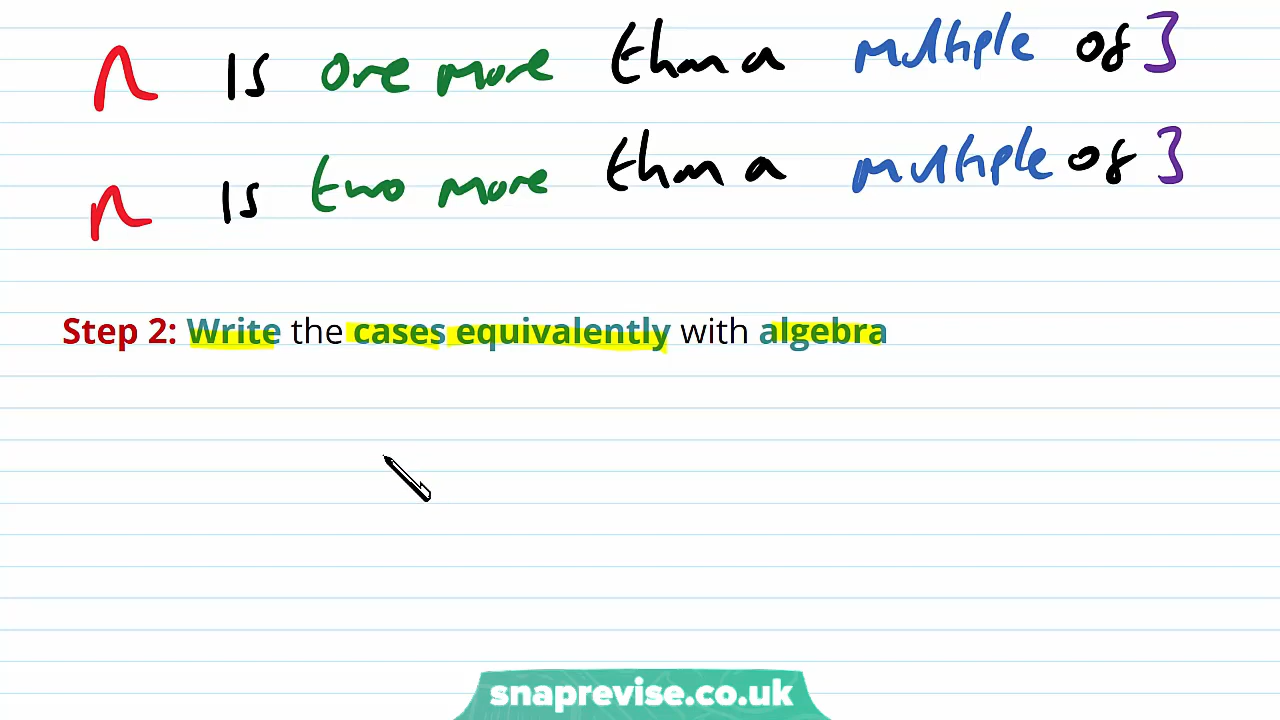 n is one more than a multiple of 3
n is two more than a multiple of 3
Step 2: Write the cases equivalently with algebra
snaprevise.co.uk